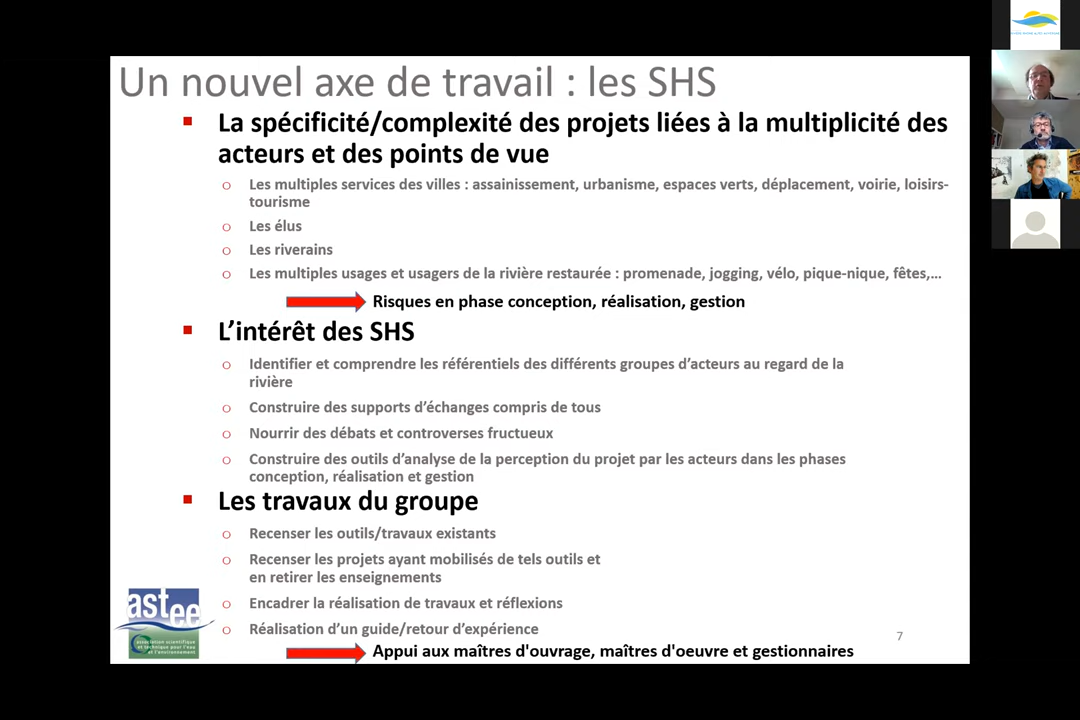 Un nouvel axe de travail : les SHS
La spécificité/complexité des projets liées à la multiplicité des
acteurs et des points de vue
Les multiples services des villes : assainissement, urbanisme, espaces verts, déplacement, voirie, loisirs-
tourisme
Les élus
Les riverains
Les multiples usages et usagers de la rivière restaurée : promenade, jogging, vélo, pique-nique, fêtes,...
Risques en phase conception, réalisation, gestion
L'intérêt des SHS
Identifier et comprendre les référentiels des différents groupes d'acteurs au regard de la
rivière
Construire des supports d'échanges compris de tous
Nourrir des débats et controverses fructueux
Construire des outils d'analyse de la perception du projet par les acteurs dans les phases
conception, réalisation et gestion
Les travaux du groupe
Recenser les outils/travaux existants
Recenser les projets ayant mobilisés de tels outils et
en retirer les enseignements
Encadrer la réalisation de travaux et réflexions
Réalisation d'un guide/retour d'expérience
7
Appui aux maîtres d'ouvrage, maîtres d'oeuvre et gestionnaires
astee
association scientifique
et technique pour l'eau
et l'environnement